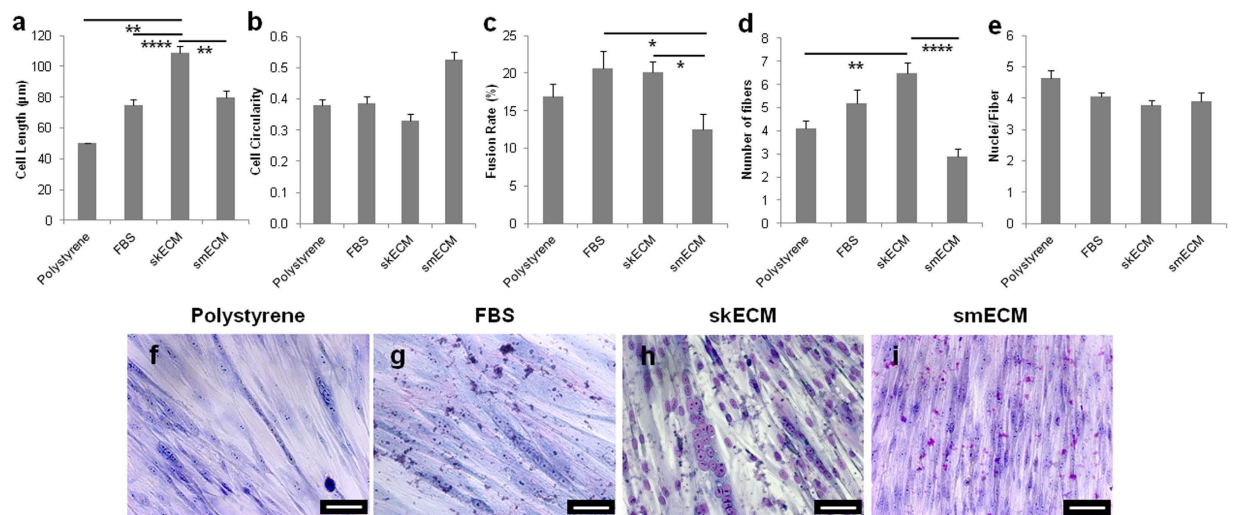 a
Cell Length (µm)
120
100
80
60
40
20
0
**
****
**
Polystyrene
FBS
skECM
smECM
b
Cell Circularity
0.6
0.5
0.4
0.3
0.2
0.1
0.0
Polystyrene
FBS
skECM
smECM
c
Fusion Rate (%)
25
20
15
10
5
0
*
*
Polystyrene
FBS
skECM
smECM
d
Number of fibers
8
7
6
5
4
3
2
1
0
**
****
Polystyrene
FBS
skECM
smECM
e
Nuclei/Fiber
6
5
4
3
2
1
0
Polystyrene
FBS
skECM
smECM
Polystyrene
FBS
skECM
smECM
f
g
h
i